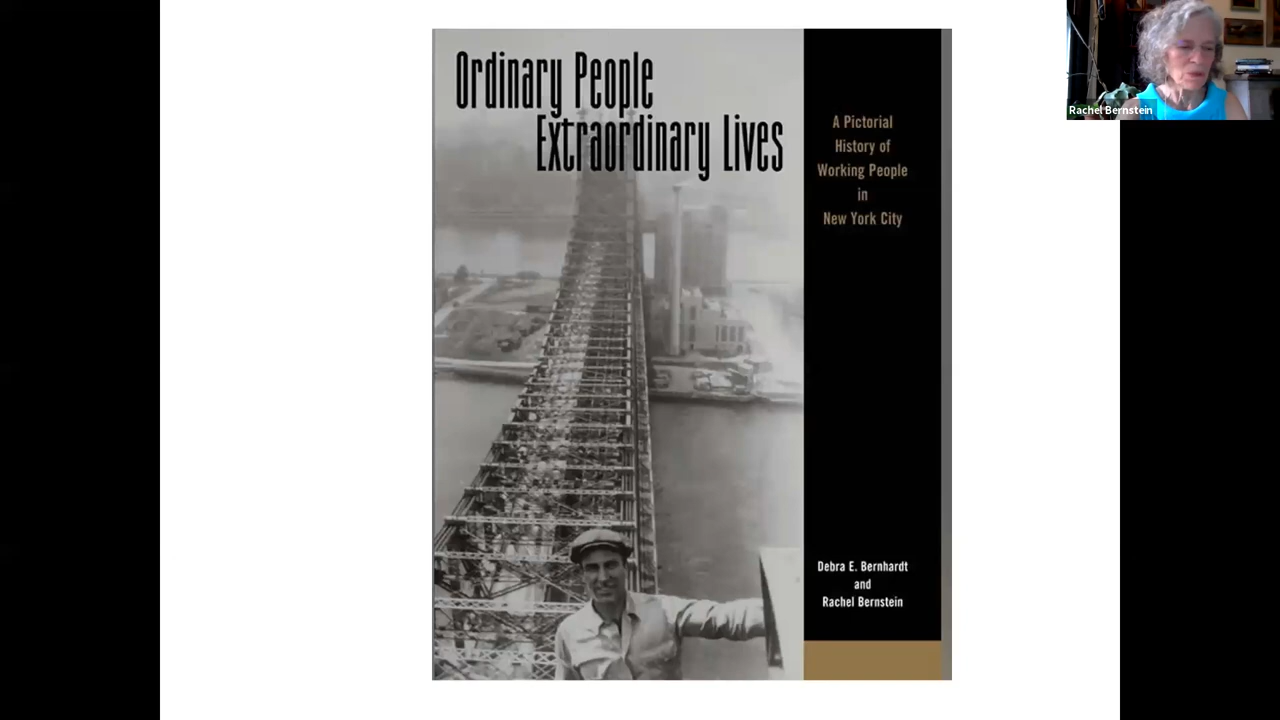 Ordinary People
Extraordinary Lives
A Pictorial
History of
Working People
in
New York City
Debra E. Bernhardt
and
Rachel Bernstein
Rachel Bernstein